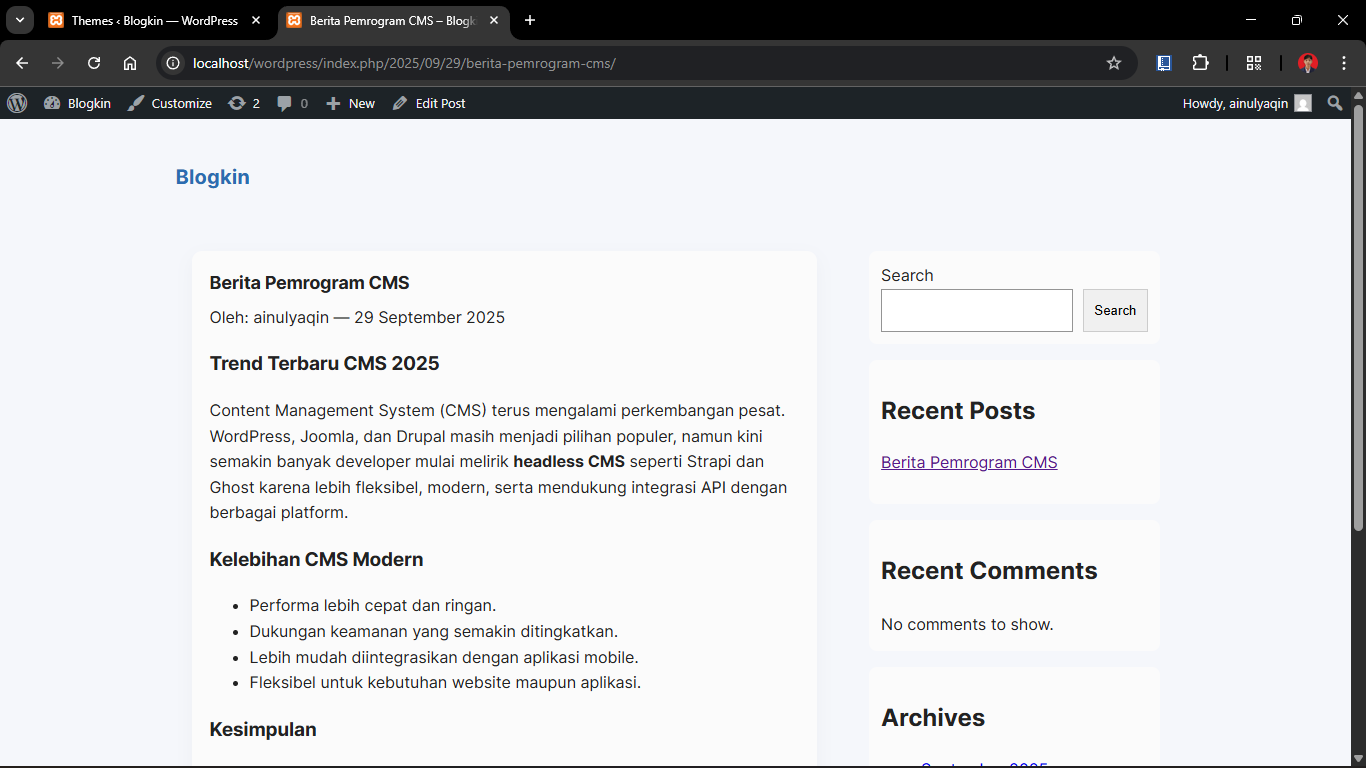 Themes ‹ Blogkin — WordPress
Berita Pemrogram CMS – Blogk
localhost/wordpress/index.php/2025/09/29/berita-pemrogram-cms/
Blogkin
Customize
2
0
New
Edit Post
Howdy, ainulyaqin
Blogkin
Berita Pemrogram CMS
Oleh: ainulyaqin — 29 September 2025
Trend Terbaru CMS 2025
Content Management System (CMS) terus mengalami perkembangan pesat.
WordPress, Joomla, dan Drupal masih menjadi pilihan populer, namun kini
semakin banyak developer mulai melirik headless CMS seperti Strapi dan
Ghost karena lebih fleksibel, modern, serta mendukung integrasi API dengan
berbagai platform.
Kelebihan CMS Modern
• Performa lebih cepat dan ringan.
• Dukungan keamanan yang semakin ditingkatkan.
• Lebih mudah diintegrasikan dengan aplikasi mobile.
• Fleksibel untuk kebutuhan website maupun aplikasi.
Kesimpulan
Search
Search
Recent Posts
Berita Pemrogram CMS
Recent Comments
No comments to show.
Archives
September 2025